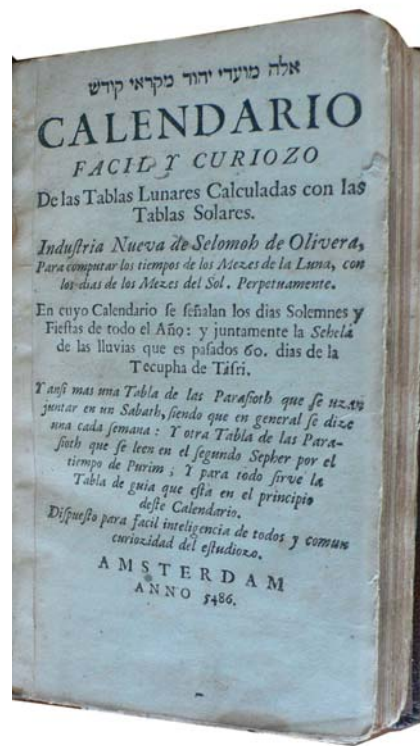 אלה מועדי יהוה מקראי קודש
CALENDARIO
FACIL Y CURIOZO
De las Tablas Lunares Calculadas con las
Tablas Solares.
Induſtria Nueva de Selomoh de Olivera,
Para computar los tiempos de los Mezes de la Luna, con
los dias de los Mezes del Sol. Perpetuamente.
En cuyo Calendario ſe ſeñalan los dias Solemnes y
Fieſtas de todo el Año: y juntamente la Sehelá
de las lluvias que es paſados 60. dias de la
Tecupha de Tiſri.
Y anſi mas una Tabla de las Paraſioth que ſe uzan
juntar en un Sabath, ſiendo que en general ſe dize
una cada ſemana: Y otra Tabla de las Para-
ſioth que ſe leen en el ſegundo Sepher por el
tiempo de Purim; Y para todo ſirve la
Tabla de guia que eſta en el principio
deſte Calendario.
Diſpueſto para facil inteligencia de todos y comun
curiozidad del eſtudiozo.
AMSTERDAM
ANNO 5486.